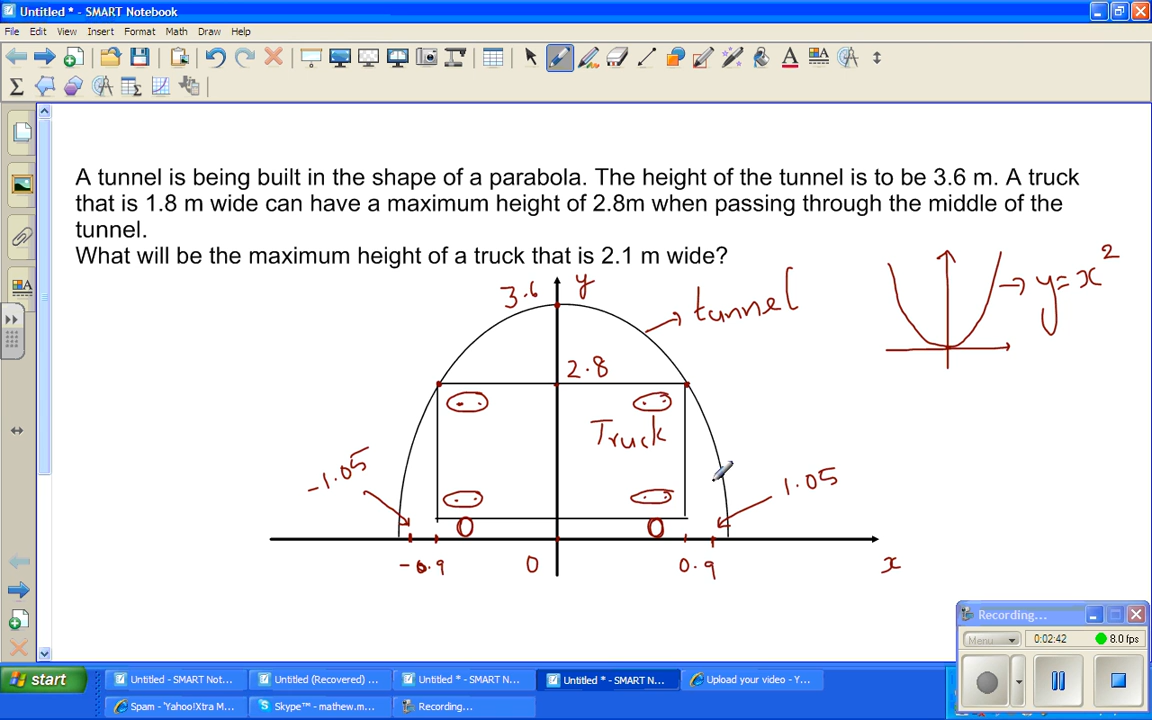 Untitled * - SMART Notebook
File Edit View Insert Format Math Draw Help
A tunnel is being built in the shape of a parabola. The height of the tunnel is to be 3.6 m. A truck
that is 1.8 m wide can have a maximum height of 2.8m when passing through the middle of the
tunnel.
What will be the maximum height of a truck that is 2.1 m wide?
3.6
y
tunnel
y=x²
2.8
Truck
-1.05
1.05
-0.9
0
0.9
x
Recording...
Menu
0:02:42
8.0 fps
start
Untitled - SMART Not...
Untitled (Recovered) ...
Untitled * - SMART N...
Untitled * - SMART N...
Upload your video - Y...
Spam - 'Yahoo!Xtra M...
Skype™ - mathew.m...
Recording...